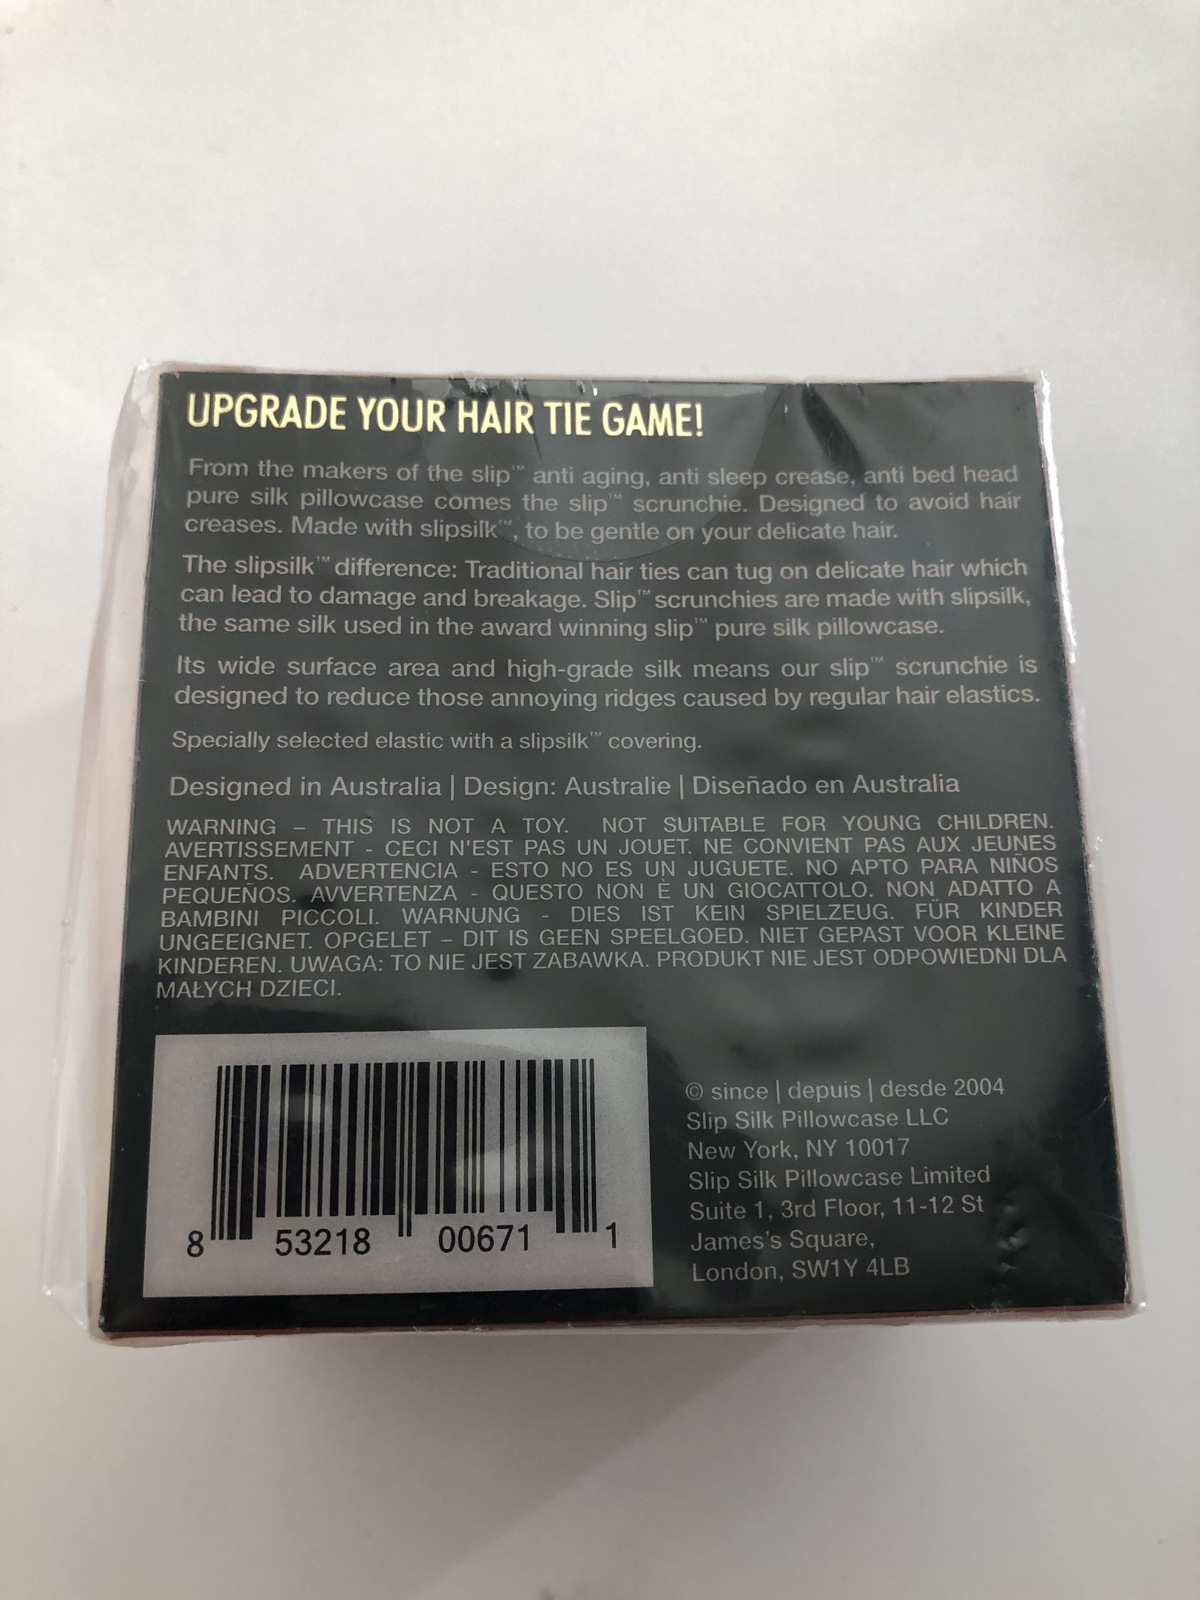 UPGRADE YOUR HAIR TIE GAME!
From the makers of the slip™ anti aging, anti sleep crease, anti bed head
pure silk pillowcase comes the slip™ scrunchie. Designed to avoid hair
creases. Made with slipsilk™, to be gentle on your delicate hair.
The slipsilk™ difference: Traditional hair ties can tug on delicate hair which
can lead to damage and breakage. Slip™ scrunchies are made with slipsilk,
the same silk used in the award winning slip™ pure silk pillowcase.
Its wide surface area and high-grade silk means our slip™ scrunchie is
designed to reduce those annoying ridges caused by regular hair elastics.
Specially selected elastic with a slipsilk™ covering.
Designed in Australia | Design: Australie | Diseñado en Australia
WARNING – THIS IS NOT A TOY. NOT SUITABLE FOR YOUNG CHILDREN.
AVERTISSEMENT - CECI N'EST PAS UN JOUET. NE CONVIENT PAS AUX JEUNES
ENFANTS. ADVERTENCIA - ESTO NO ES UN JUGUETE. NO APTO PARA NIÑOS
PEQUEÑOS. AVVERTENZA - QUESTO NON È UN GIOCATTOLO. NON ADATTO A
BAMBINI PICCOLI. WARNUNG - DIES IST KEIN SPIELZEUG. FÜR KINDER
UNGEEIGNET. OPGELET – DIT IS GEEN SPEELGOED. NIET GEPAST VOOR KLEINE
KINDEREN. UWAGA: TO NIE JEST ZABAWKA. PRODUKT NIE JEST ODPOWIEDNI DLA
MAŁYCH DZIECI.
8 53218 00671 1
© since | depuis | desde 2004
Slip Silk Pillowcase LLC
New York, NY 10017
Slip Silk Pillowcase Limited
Suite 1, 3rd Floor, 11-12 St
James's Square,
London, SW1Y 4LB